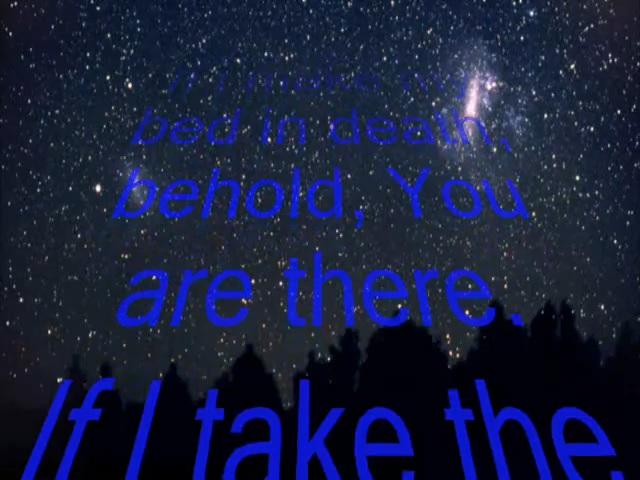 If I make my
bed in death,
behold, You
are there.
If I take the